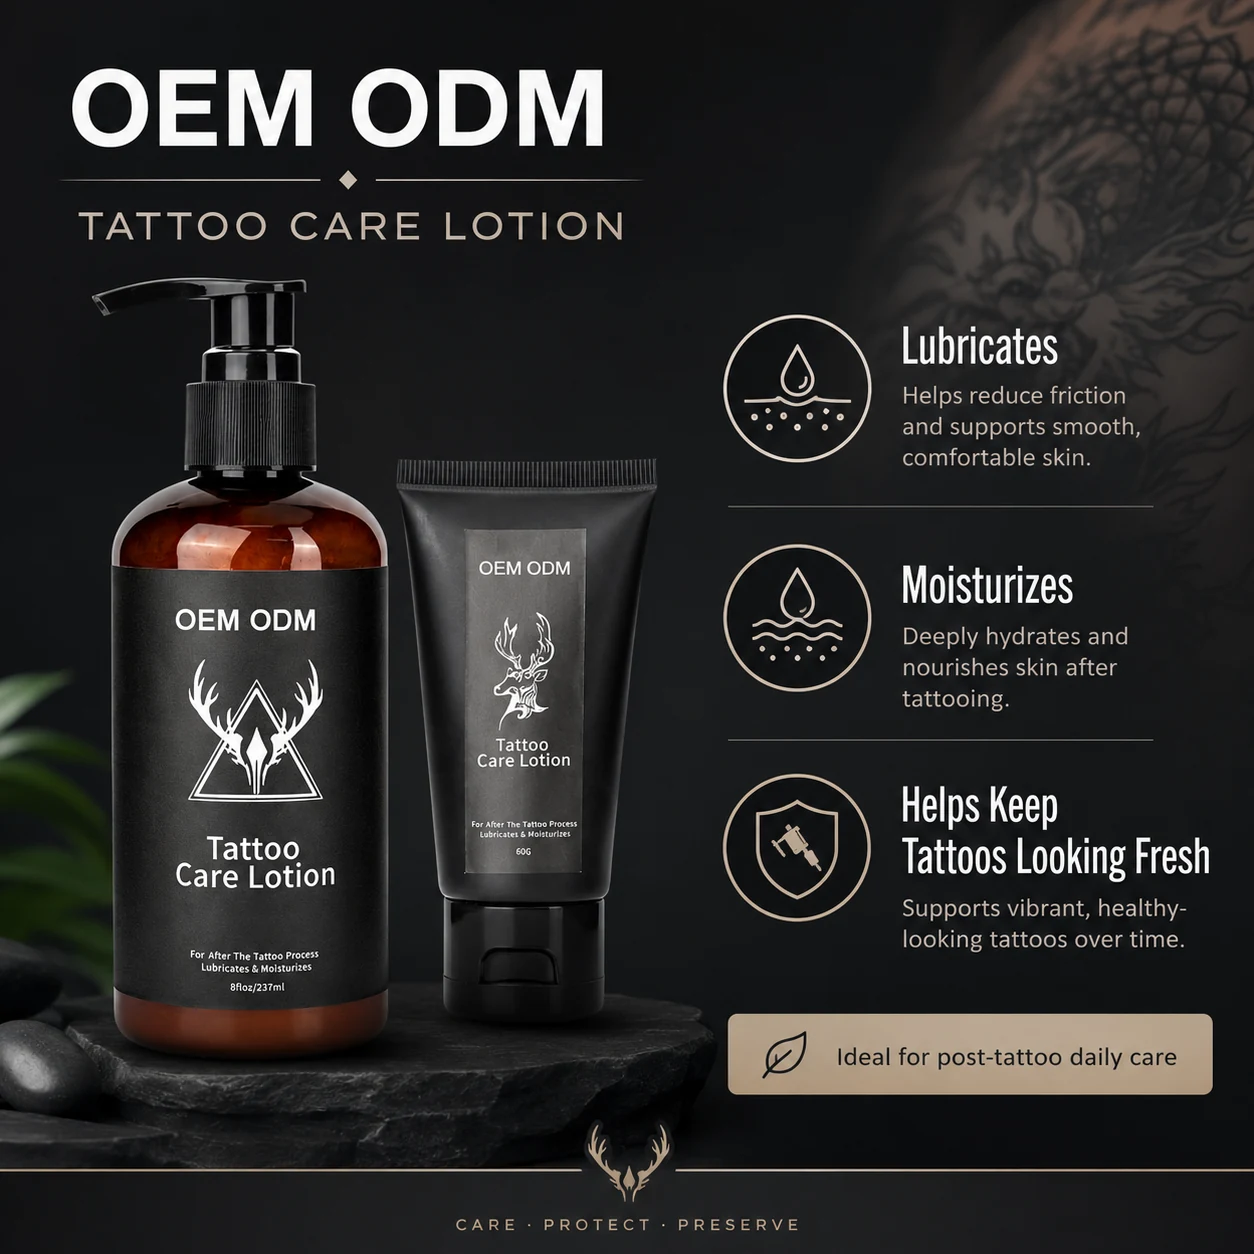 OEM ODM
TATTOO CARE LOTION
OEM ODM
Tattoo
Care Lotion
For After The Tattoo Process
Lubricates & Moisturizes
8floz/237ml
OEM ODM
Tattoo
Care Lotion
For After The Tattoo Process
Lubricates & Moisturizes
60G
Lubricates
Helps reduce friction
and supports smooth,
comfortable skin.
Moisturizes
Deeply hydrates and
nourishes skin after
tattooing.
Helps Keep
Tattoos Looking Fresh
Supports vibrant, healthy-
looking tattoos over time.
Ideal for post-tattoo daily care
CARE · PROTECT · PRESERVE